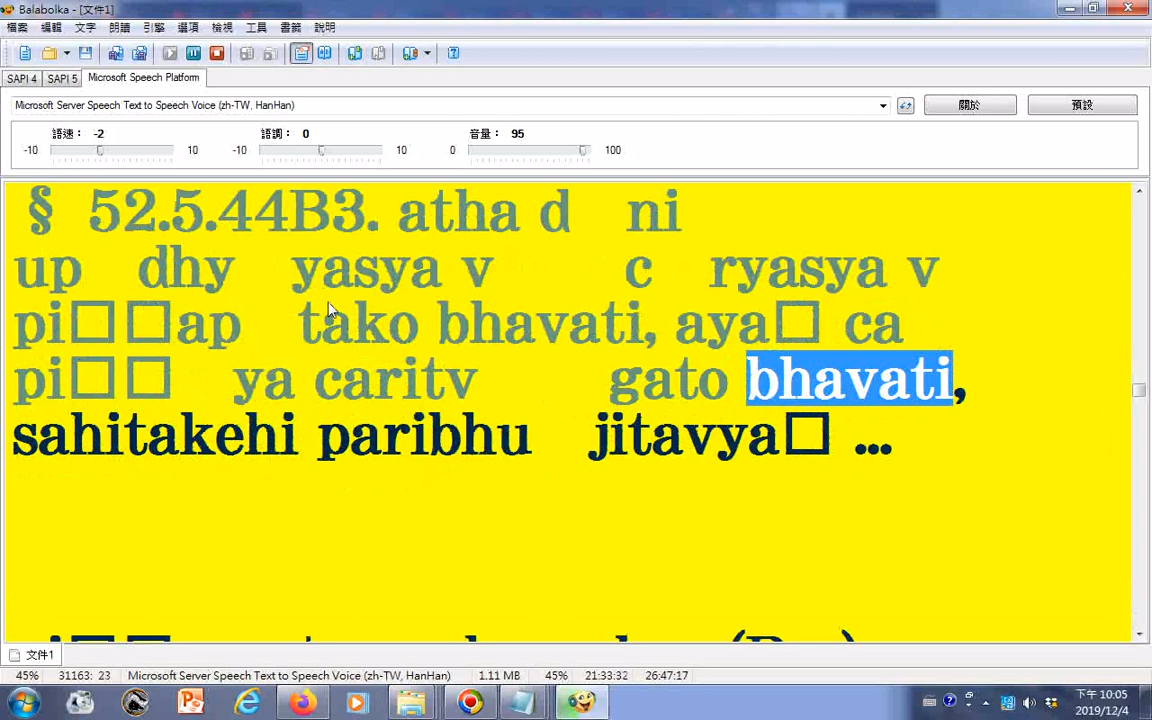 Balabolka - [文件1]
檔案 編輯 文字 朗讀 引擎 選項 檢視 工具 書籤 說明
SAPI 4 SAPI 5 Microsoft Speech Platform
Microsoft Server Speech Text to Speech Voice (zh-TW, HanHan) 關於 預設
語速： -2 語調： 0 音量： 95
-10 10 -10 10 0 100
§ 52.5.44B3. atha d ni
up dhy yasya v c ryasya v
pi□□ap tako bhavati, aya□ ca
pi□□ ya caritv gato bhavati,
sahitakehi paribhu jitavya□ ...
文件1
45% 31163: 23 Microsoft Server Speech Text to Speech Voice (zh-TW, HanHan) 1.11 MB 45% 21:33:32 26:47:17
下午 10:05
2019/12/4